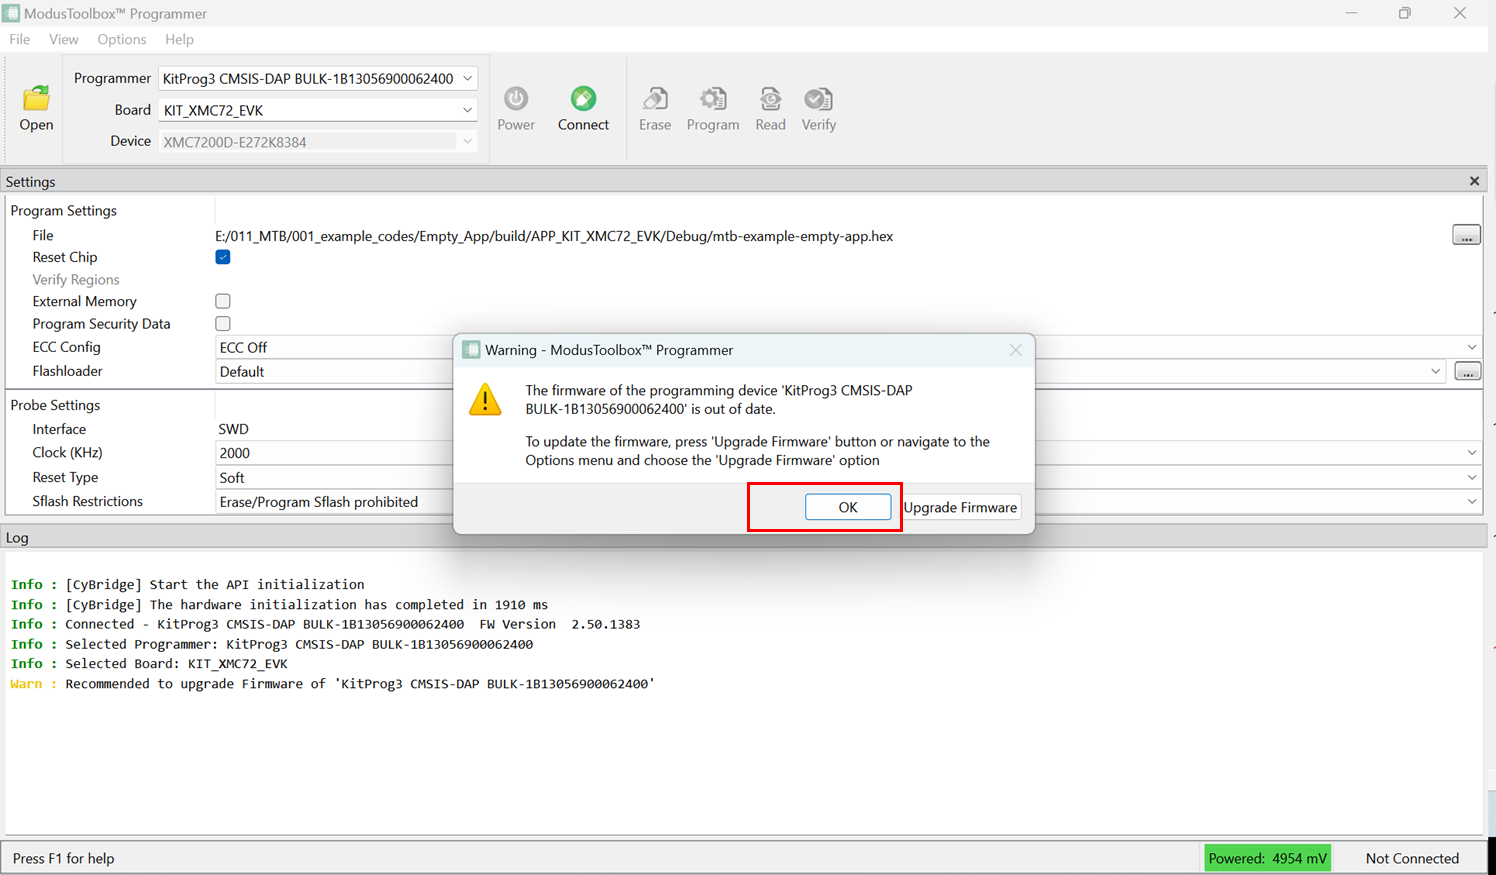 ModusToolbox™ Programmer
File View Options Help
Open
Programmer KitProg3 CMSIS-DAP BULK-1B13056900062400
Board KIT_XMC72_EVK
Device XMC7200D-E272K8384
Power Connect Erase Program Read Verify
Settings
Program Settings
File E:/011_MTB/001_example_codes/Empty_App/build/APP_KIT_XMC72_EVK/Debug/mtb-example-empty-app.hex ...
Reset Chip
Verify Regions
External Memory
Program Security Data
ECC Config ECC Off
Flashloader Default ...
Probe Settings
Interface SWD
Clock (KHz) 2000
Reset Type Soft
Sflash Restrictions Erase/Program Sflash prohibited
Warning - ModusToolbox™ Programmer
The firmware of the programming device 'KitProg3 CMSIS-DAP
BULK-1B13056900062400' is out of date.
To update the firmware, press 'Upgrade Firmware' button or navigate to the
Options menu and choose the 'Upgrade Firmware' option
OK Upgrade Firmware
Log
Info : [CyBridge] Start the API initialization
Info : [CyBridge] The hardware initialization has completed in 1910 ms
Info : Connected - KitProg3 CMSIS-DAP BULK-1B13056900062400 FW Version 2.50.1383
Info : Selected Programmer: KitProg3 CMSIS-DAP BULK-1B13056900062400
Info : Selected Board: KIT_XMC72_EVK
Warn : Recommended to upgrade Firmware of 'KitProg3 CMSIS-DAP BULK-1B13056900062400'
Press F1 for help Powered: 4954 mV Not Connected